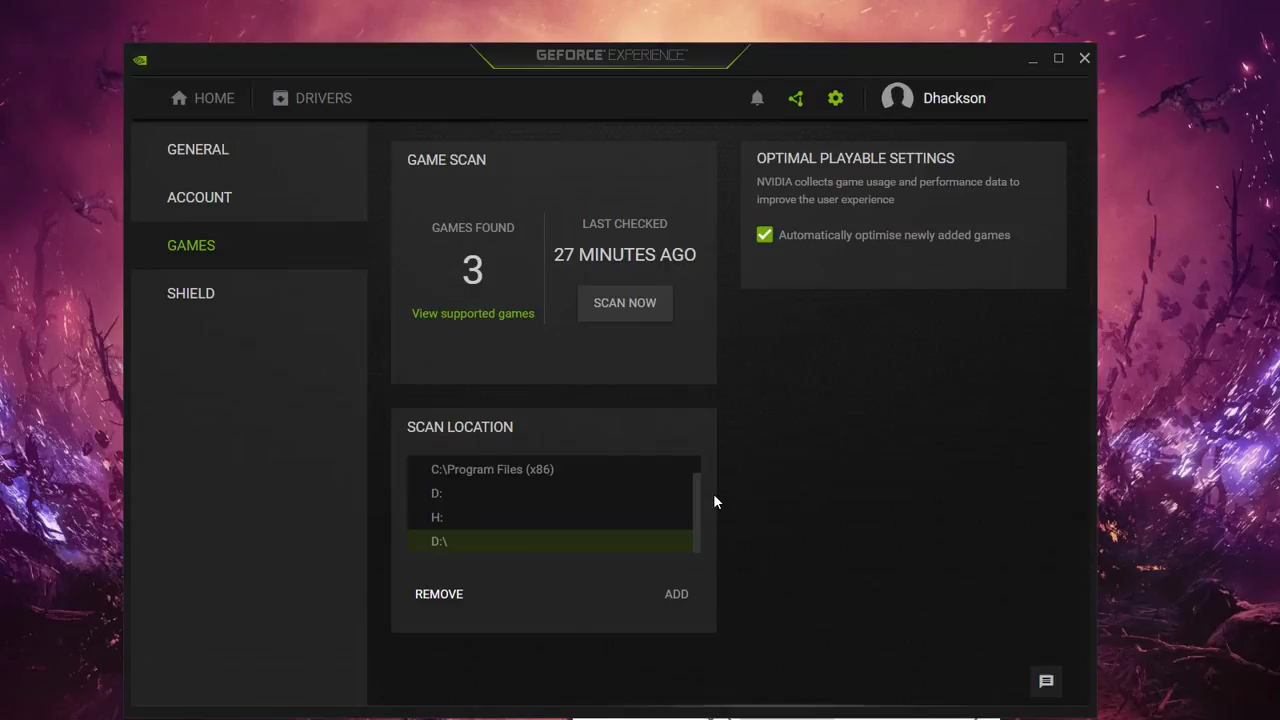 GEFORCE EXPERIENCE
HOME
DRIVERS
Dhackson
GENERAL
ACCOUNT
GAMES
SHIELD
GAME SCAN
GAMES FOUND
3
View supported games
LAST CHECKED
27 MINUTES AGO
SCAN NOW
SCAN LOCATION
C:\Program Files (x86)
D:
H:
D:\
REMOVE
ADD
OPTIMAL PLAYABLE SETTINGS
NVIDIA collects game usage and performance data to
improve the user experience
Automatically optimise newly added games